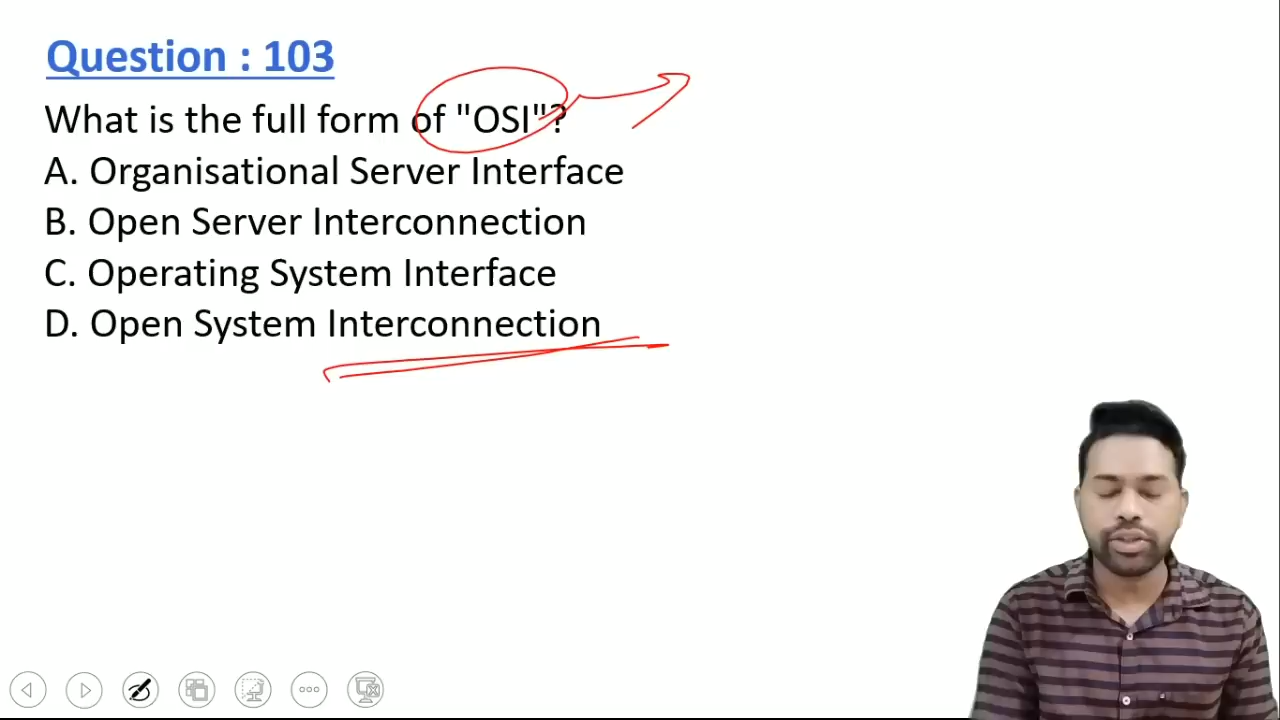 Question : 103
What is the full form of "OSI"?
A. Organisational Server Interface
B. Open Server Interconnection
C. Operating System Interface
D. Open System Interconnection